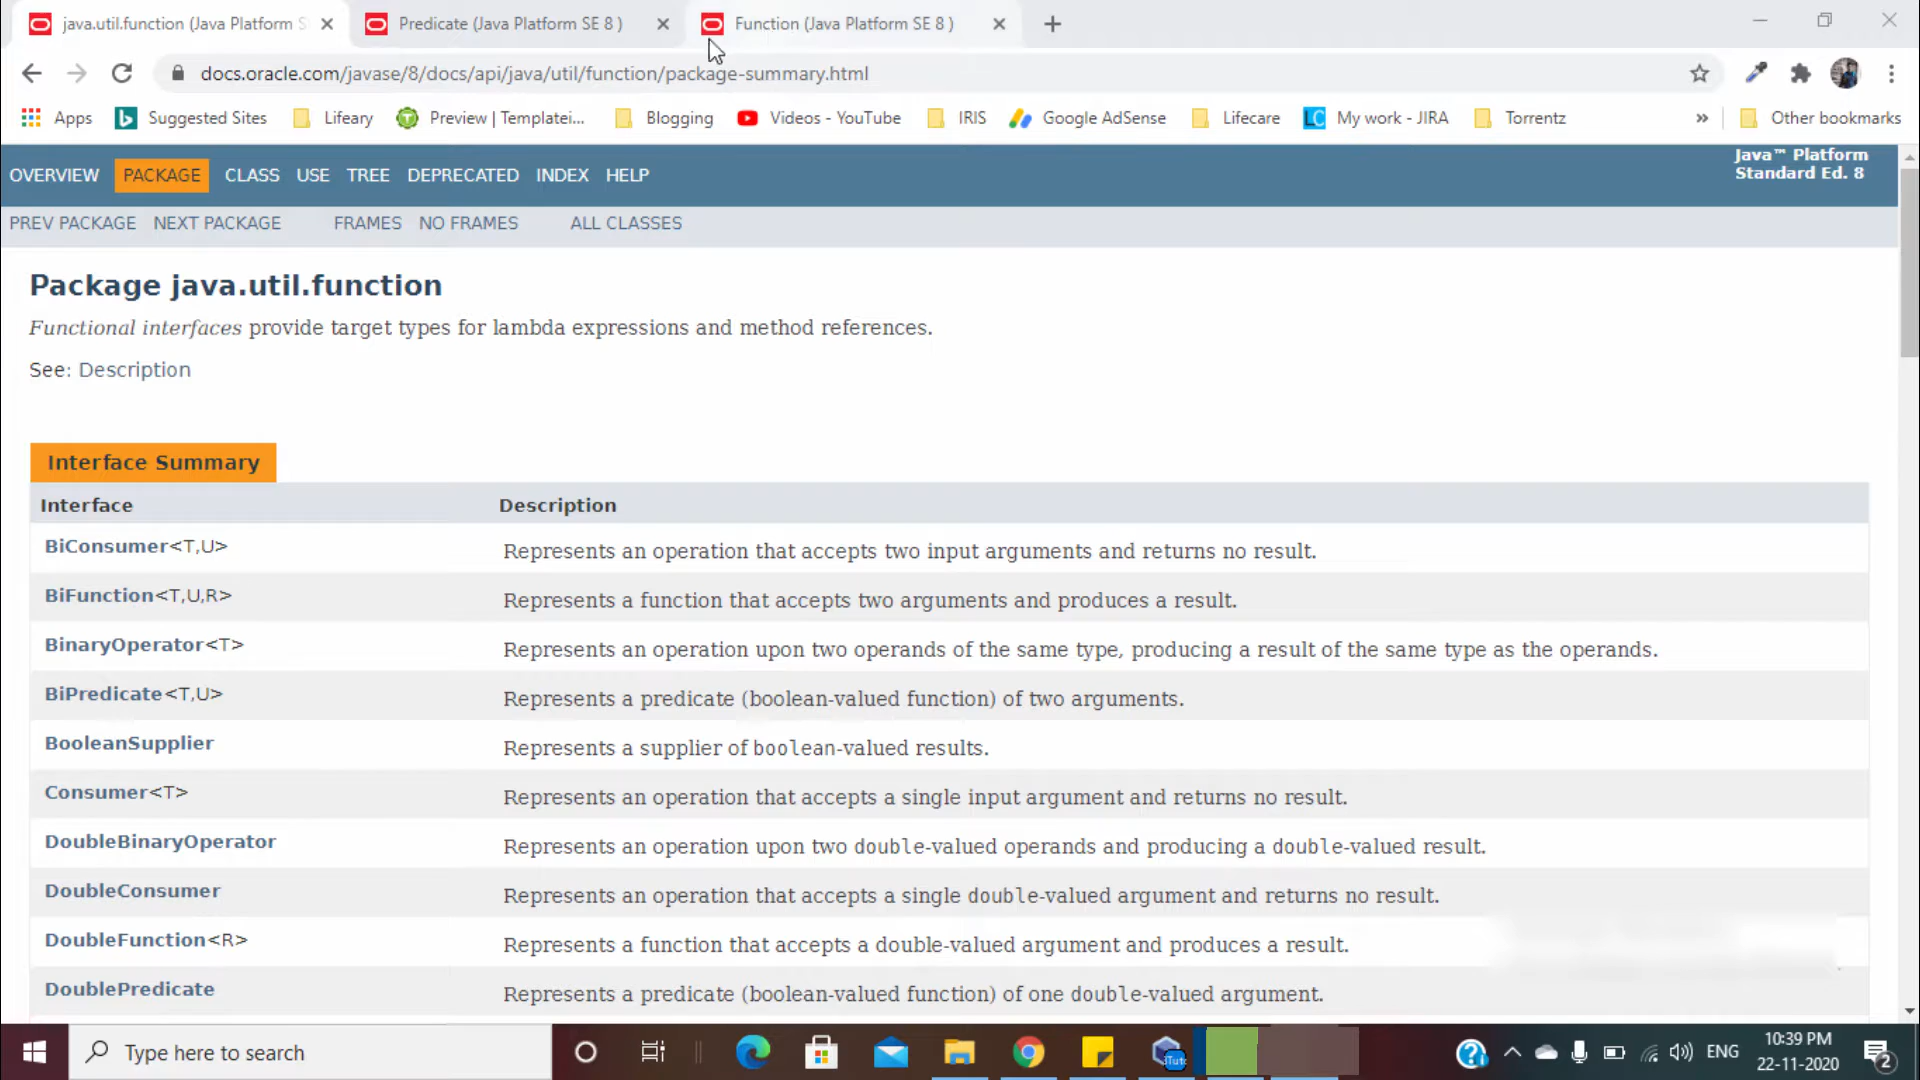 java.util.function (Java Platform S
Predicate (Java Platform SE 8 )
Function (Java Platform SE 8 )
docs.oracle.com/javase/8/docs/api/java/util/function/package-summary.html
Apps
Suggested Sites
Lifeary
Preview | Templatei...
Blogging
Videos - YouTube
IRIS
Google AdSense
Lifecare
LC
My work - JIRA
Torrentz
»
Other bookmarks
OVERVIEW PACKAGE CLASS USE TREE DEPRECATED INDEX HELP
Java™ Platform
Standard Ed. 8
PREV PACKAGE NEXT PACKAGE FRAMES NO FRAMES ALL CLASSES
Package java.util.function
Functional interfaces provide target types for lambda expressions and method references.
See: Description
Interface Summary
Interface Description
BiConsumer<T,U> Represents an operation that accepts two input arguments and returns no result.
BiFunction<T,U,R> Represents a function that accepts two arguments and produces a result.
BinaryOperator<T> Represents an operation upon two operands of the same type, producing a result of the same type as the operands.
BiPredicate<T,U> Represents a predicate (boolean-valued function) of two arguments.
BooleanSupplier Represents a supplier of boolean-valued results.
Consumer<T> Represents an operation that accepts a single input argument and returns no result.
DoubleBinaryOperator Represents an operation upon two double-valued operands and producing a double-valued result.
DoubleConsumer Represents an operation that accepts a single double-valued argument and returns no result.
DoubleFunction<R> Represents a function that accepts a double-valued argument and produces a result.
DoublePredicate Represents a predicate (boolean-valued function) of one double-valued argument.
Type here to search
ENG
10:39 PM
22-11-2020
2